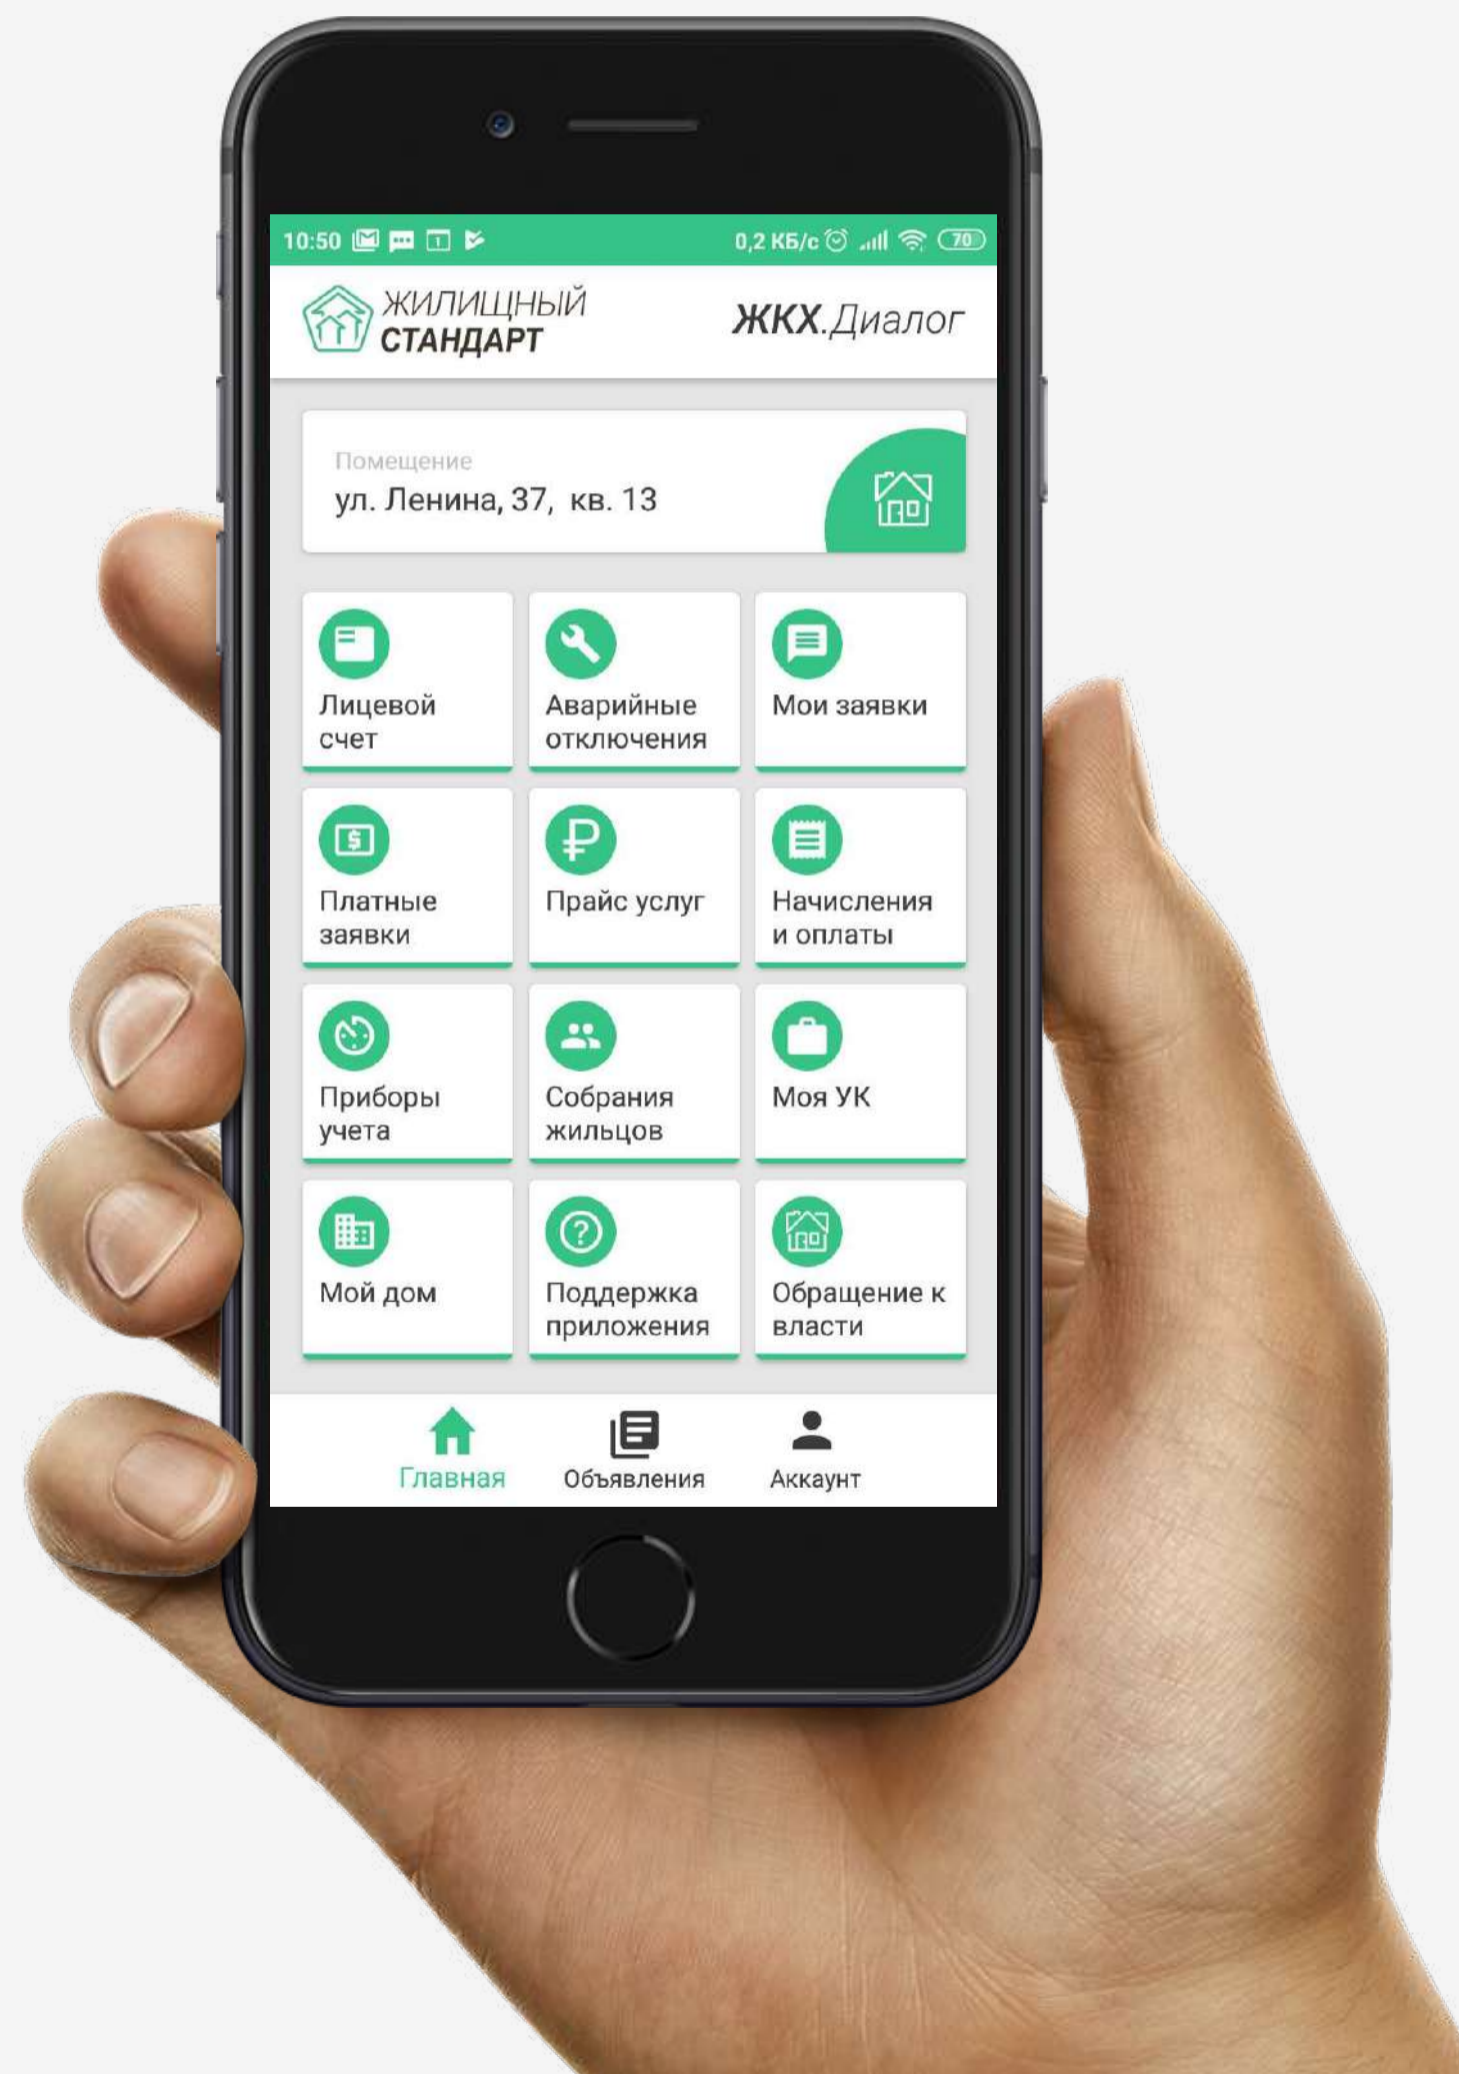 10:50 1 0,2 КБ/с 70
ЖИЛИЩНЫЙ
СТАНДАРТ
ЖКХ.Диалог
Помещение
ул. Ленина, 37, кв. 13
Лицевой
счет
Аварийные
отключения
Мои заявки
Платные
заявки
Прайс услуг
Начисления
и оплаты
Приборы
учета
Собрания
жильцов
Моя УК
Мой дом
Поддержка
приложения
Обращение к
власти
Главная
Объявления
Аккаунт